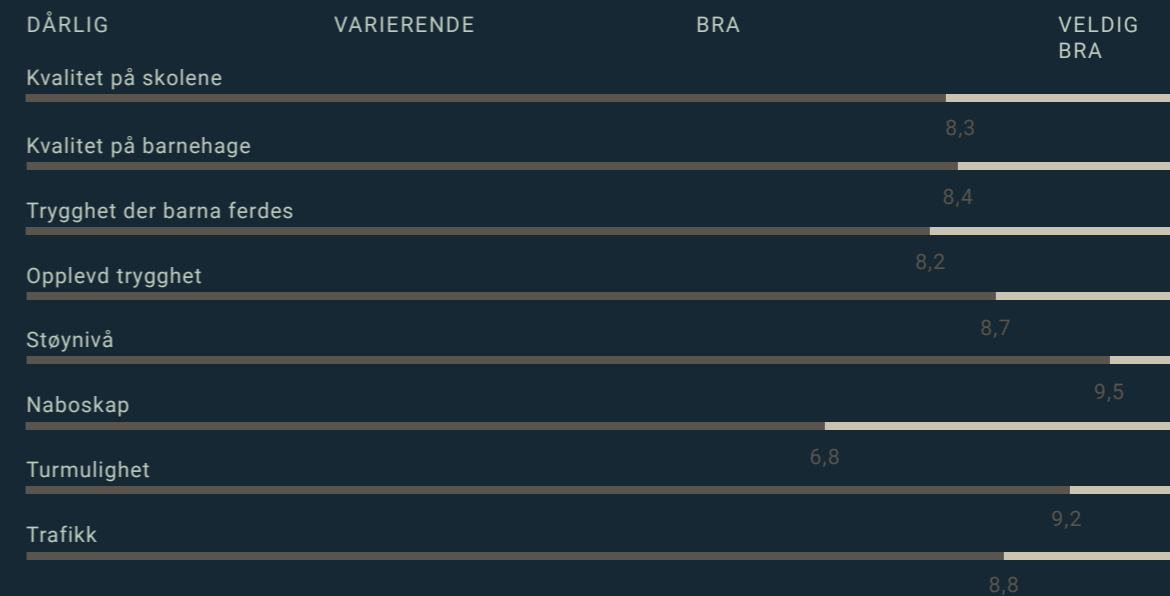 DÅRLIG VARIERENDE BRA VELDIG
BRA
Kvalitet på skolene
8,3
Kvalitet på barnehage
8,4
Trygghet der barna ferdes
8,2
Opplevd trygghet
8,7
Støynivå
9,5
Naboskap
6,8
Turmulighet
9,2
Trafikk
8,8